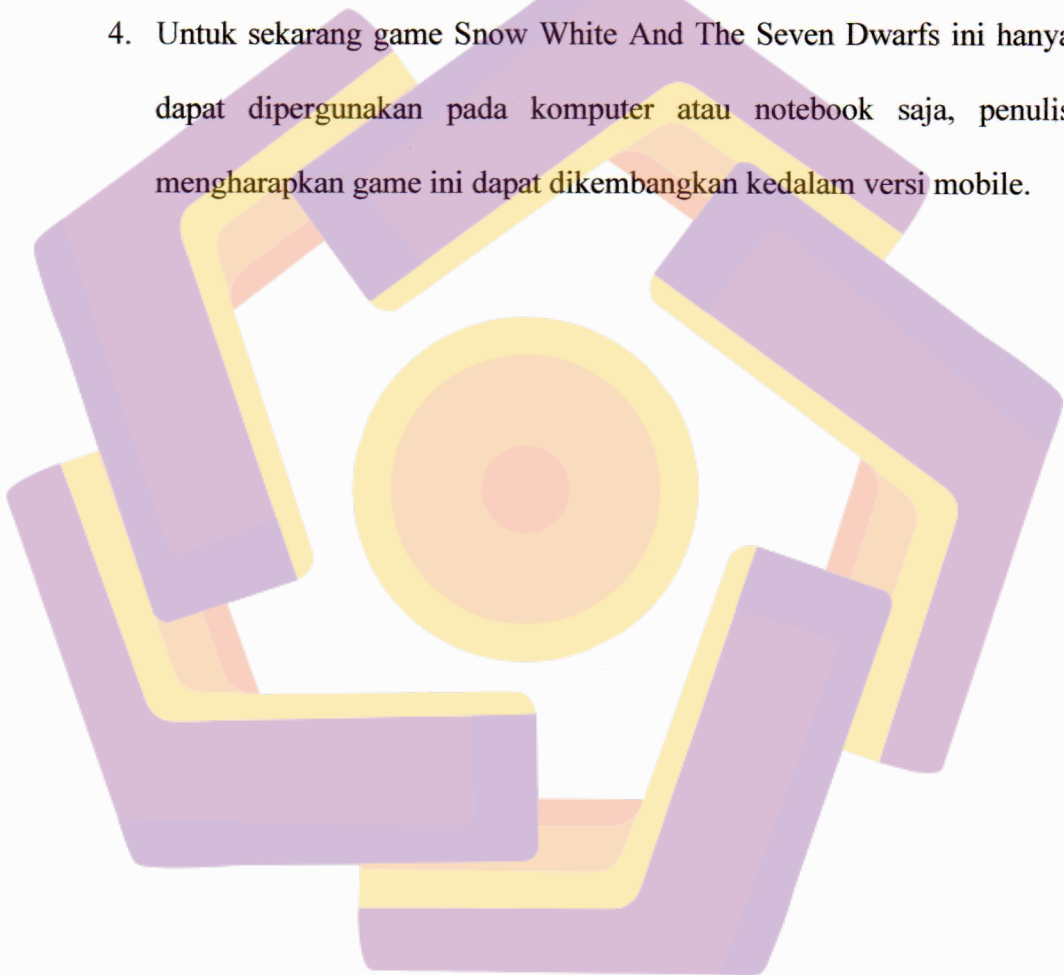 4. Untuk sekarang game Snow White And The Seven Dwarfs ini hanya
dapat dipergunakan pada komputer atau notebook saja, penulis
mengharapkan game ini dapat dikembangkan kedalam versi mobile.